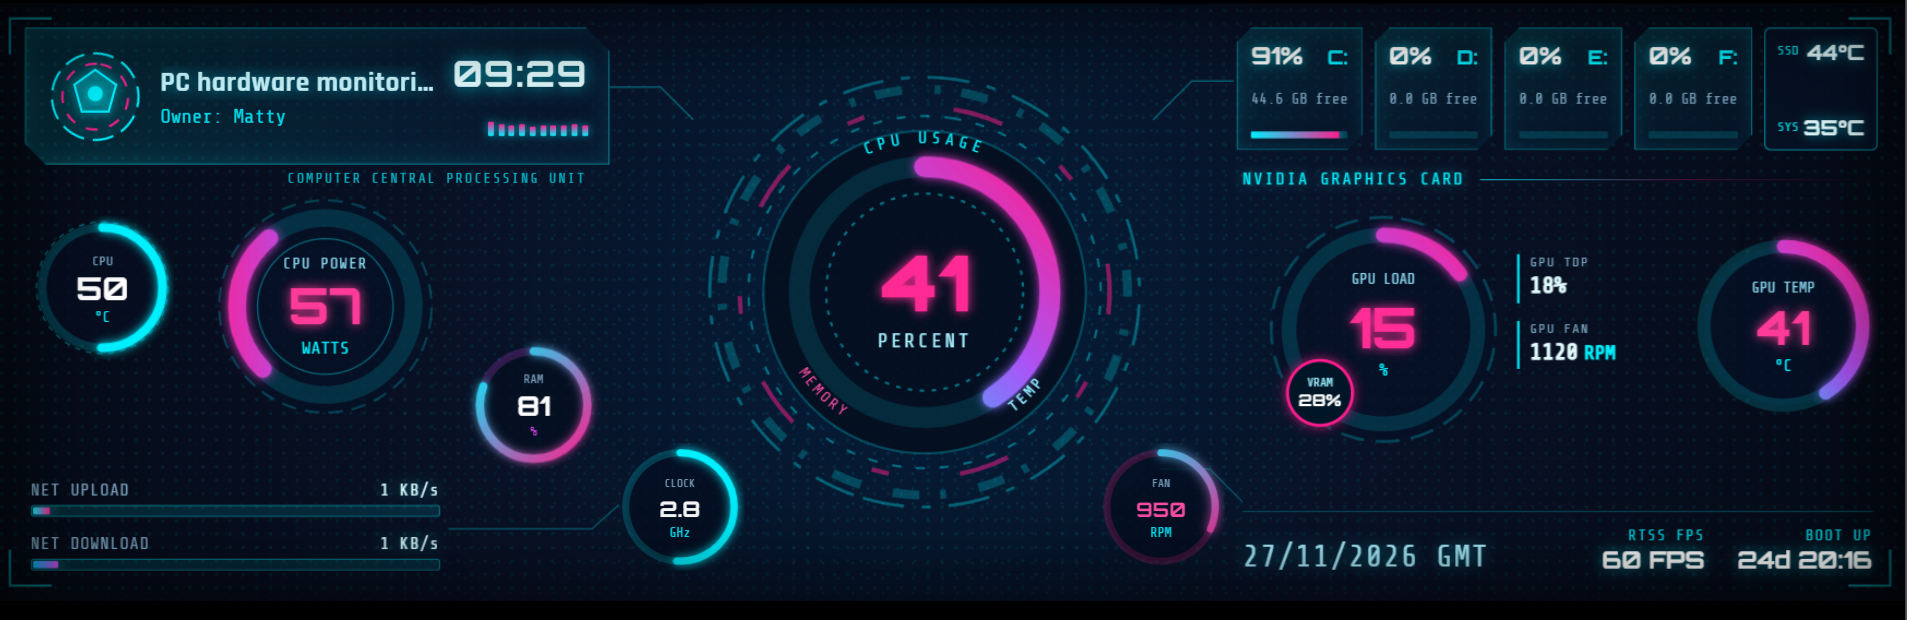 PC hardware monitori...
09:29
Owner: Matty
COMPUTER CENTRAL PROCESSING UNIT
CPU
50
°C
CPU POWER
57
WATTS
RAM
81
%
NET UPLOAD 1 KB/s
NET DOWNLOAD 1 KB/s
CLOCK
2.8
GHz
CPU USAGE
41
PERCENT
MEMORY
TEMP
FAN
950
RPM
91% C:
44.6 GB free
0% D:
0.0 GB free
0% E:
0.0 GB free
0% F:
0.0 GB free
SSD 44°C
SYS 35°C
NVIDIA GRAPHICS CARD
GPU LOAD
15
%
VRAM
28%
GPU TDP
18%
GPU FAN
1120 RPM
GPU TEMP
41
°C
27/11/2026 GMT
RTSS FPS
60 FPS
BOOT UP
24d 20:16